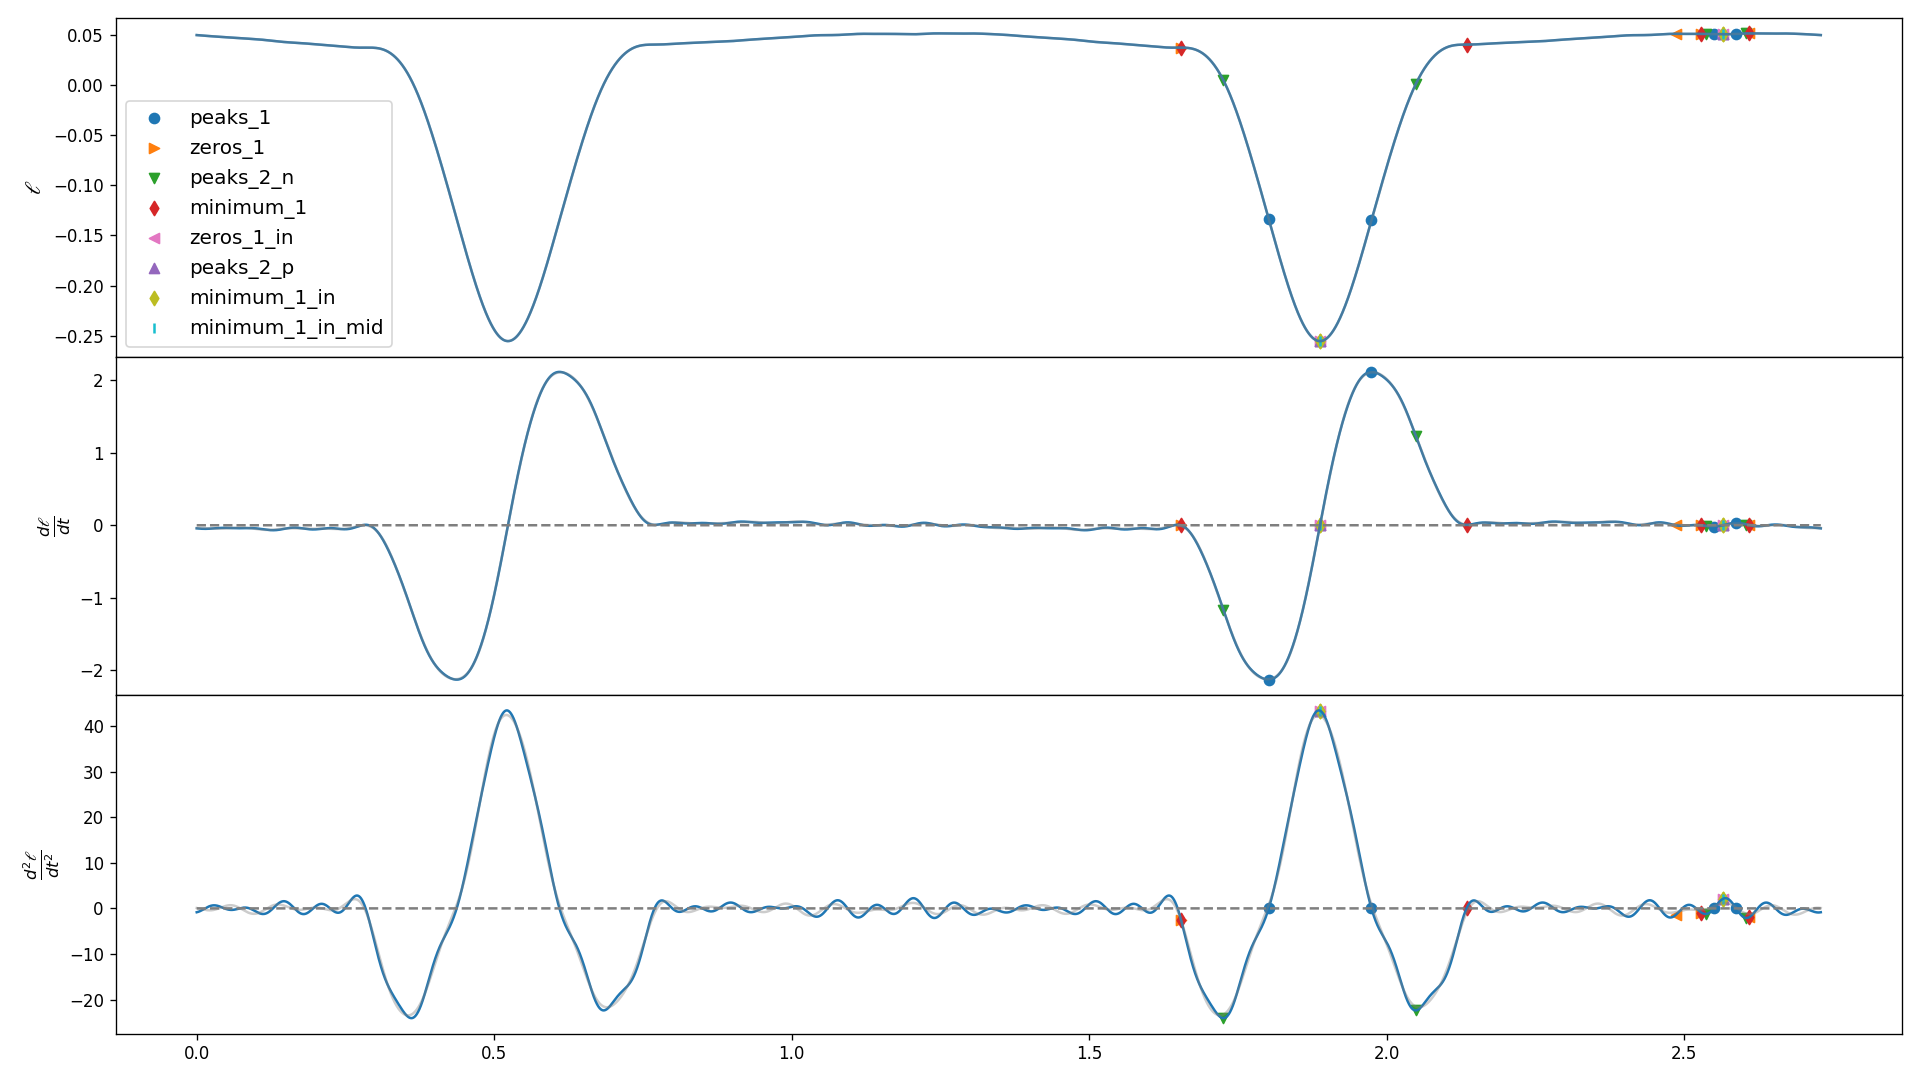 0.05
0.00
−0.05
−0.10
−0.15
−0.20
−0.25
ℓ
peaks_1
zeros_1
peaks_2_n
minimum_1
zeros_1_in
peaks_2_p
minimum_1_in
minimum_1_in_mid
2
1
0
−1
−2
dℓ
dt
40
30
20
10
0
−10
−20
d²ℓ
dt²
0.0 0.5 1.0 1.5 2.0 2.5